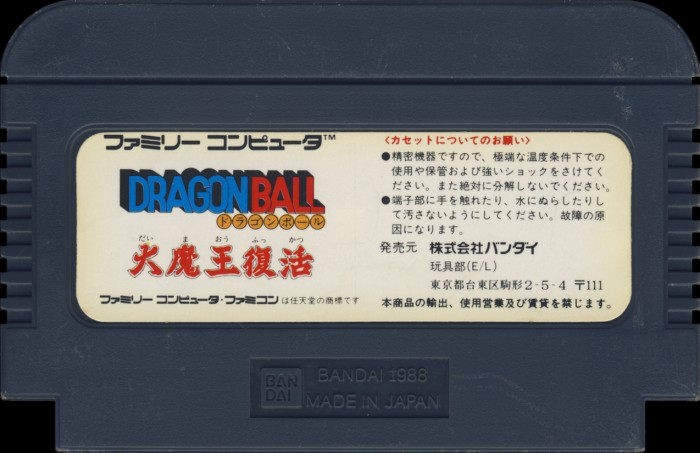 ファミリー コンピュータ™
DRAGON BALL
ドラゴンボール
だい ま おう ふっ かつ
大魔王復活
ファミリー コンピュータ・ファミコンは任天堂の商標です
〈カセットについてのお願い〉
●精密機器ですので、極端な温度条件下での
使用や保管および強いショックをさけてく
ださい。また絶対に分解しないでください。
●端子部に手を触れたり、水にぬらしたりし
て汚さないようにしてください。故障の原
因になります。
発売元 株式会社バンダイ
玩具部(E/L)
東京都台東区駒形2-5-4 〒111
本商品の輸出、使用営業及び賃貸を禁じます。
BAN
DAI
BANDAI 1988
MADE IN JAPAN